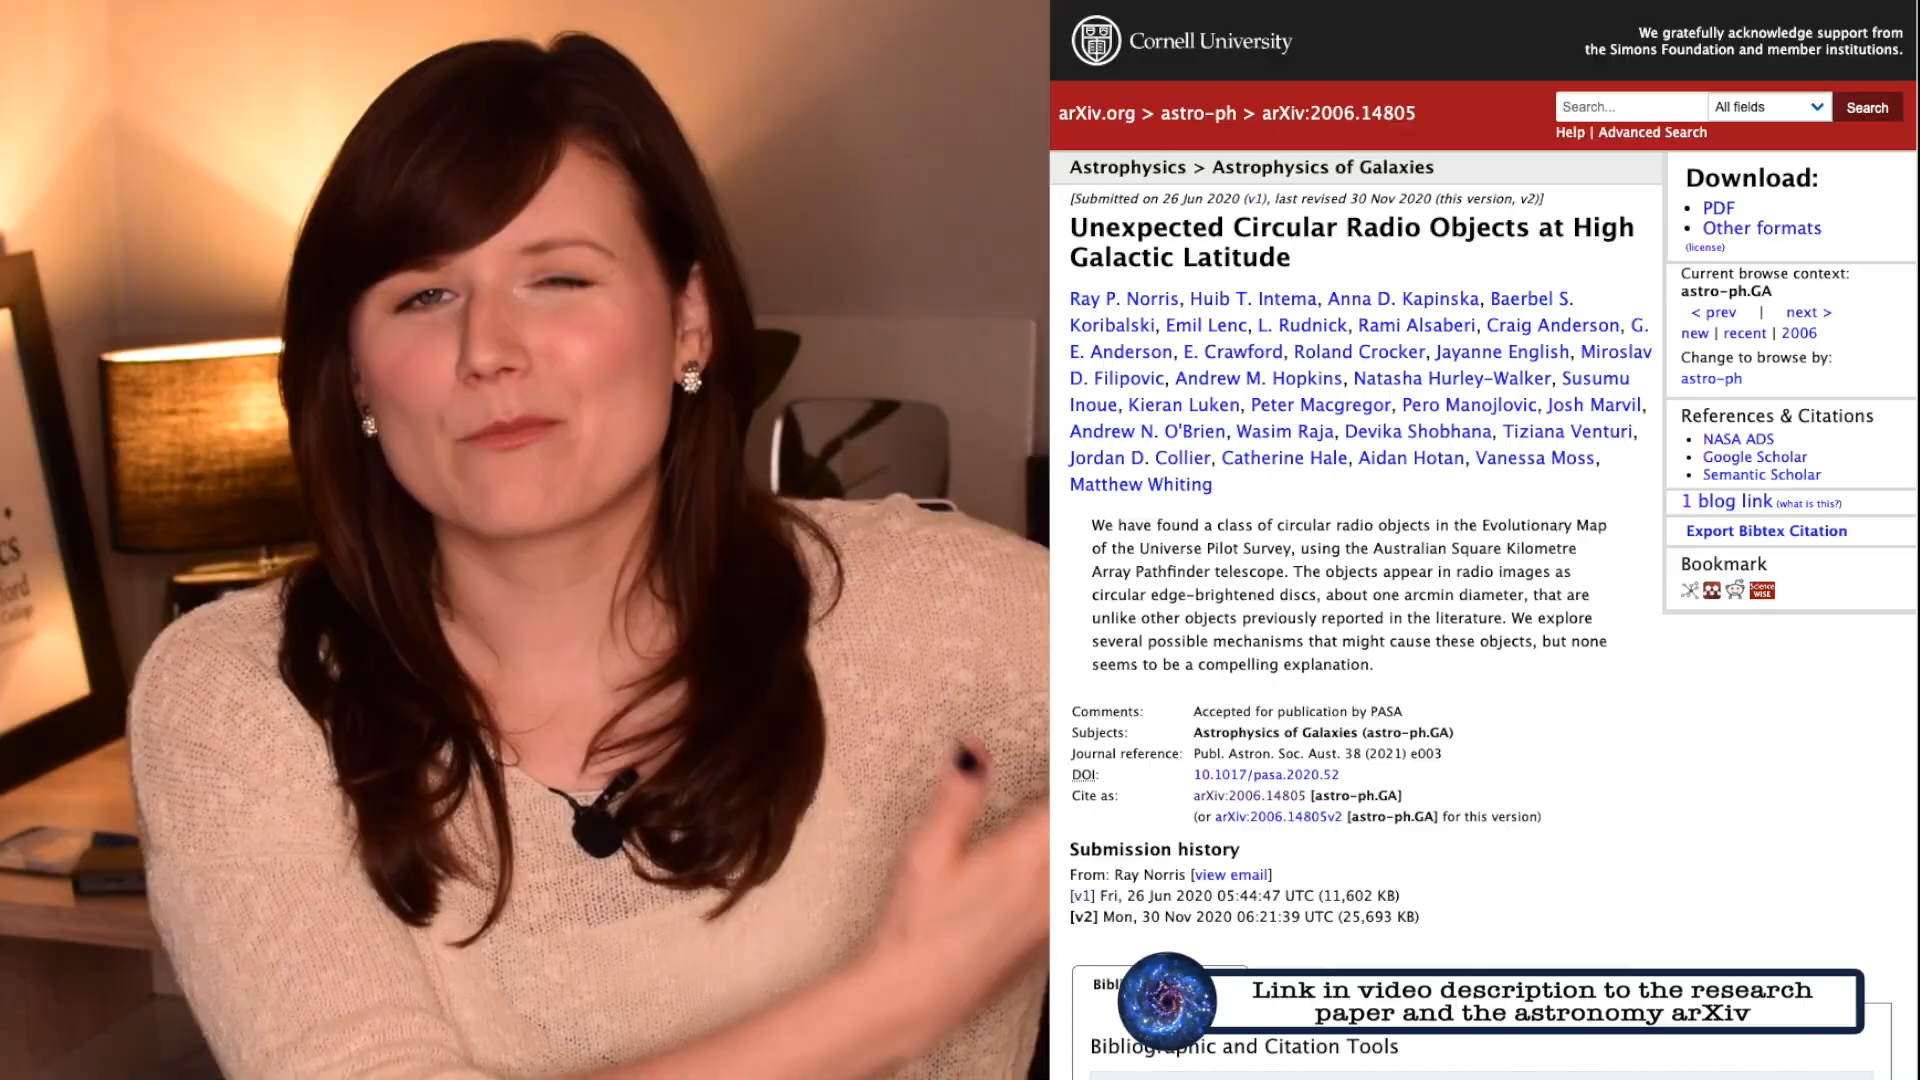 Cornell University
We gratefully acknowledge support from
the Simons Foundation and member institutions.
arXiv.org > astro-ph > arXiv:2006.14805
Search...
All fields
Search
Help | Advanced Search
Astrophysics > Astrophysics of Galaxies
[Submitted on 26 Jun 2020 (v1), last revised 30 Nov 2020 (this version, v2)]
Unexpected Circular Radio Objects at High
Galactic Latitude
Ray P. Norris, Huib T. Intema, Anna D. Kapinska, Baerbel S.
Koribalski, Emil Lenc, L. Rudnick, Rami Alsaberi, Craig Anderson, G.
E. Anderson, E. Crawford, Roland Crocker, Jayanne English, Miroslav
D. Filipovic, Andrew M. Hopkins, Natasha Hurley-Walker, Susumu
Inoue, Kieran Luken, Peter Macgregor, Pero Manojlovic, Josh Marvil,
Andrew N. O'Brien, Wasim Raja, Devika Shobhana, Tiziana Venturi,
Jordan D. Collier, Catherine Hale, Aidan Hotan, Vanessa Moss,
Matthew Whiting
We have found a class of circular radio objects in the Evolutionary Map
of the Universe Pilot Survey, using the Australian Square Kilometre
Array Pathfinder telescope. The objects appear in radio images as
circular edge-brightened discs, about one arcmin diameter, that are
unlike other objects previously reported in the literature. We explore
several possible mechanisms that might cause these objects, but none
seems to be a compelling explanation.
Comments: Accepted for publication by PASA
Subjects: Astrophysics of Galaxies (astro-ph.GA)
Journal reference: Publ. Astron. Soc. Aust. 38 (2021) e003
DOI: 10.1017/pasa.2020.52
Cite as: arXiv:2006.14805 [astro-ph.GA]
(or arXiv:2006.14805v2 [astro-ph.GA] for this version)
Submission history
From: Ray Norris [view email]
[v1] Fri, 26 Jun 2020 05:44:47 UTC (11,602 KB)
[v2] Mon, 30 Nov 2020 06:21:39 UTC (25,693 KB)
Download:
• PDF
• Other formats
(license)
Current browse context:
astro-ph.GA
< prev | next >
new | recent | 2006
Change to browse by:
astro-ph
References & Citations
• NASA ADS
• Google Scholar
• Semantic Scholar
1 blog link (what is this?)
Export Bibtex Citation
Bookmark
Science
WISE
Link in video description to the research
paper and the astronomy arXiv
Bibliographic and Citation Tools